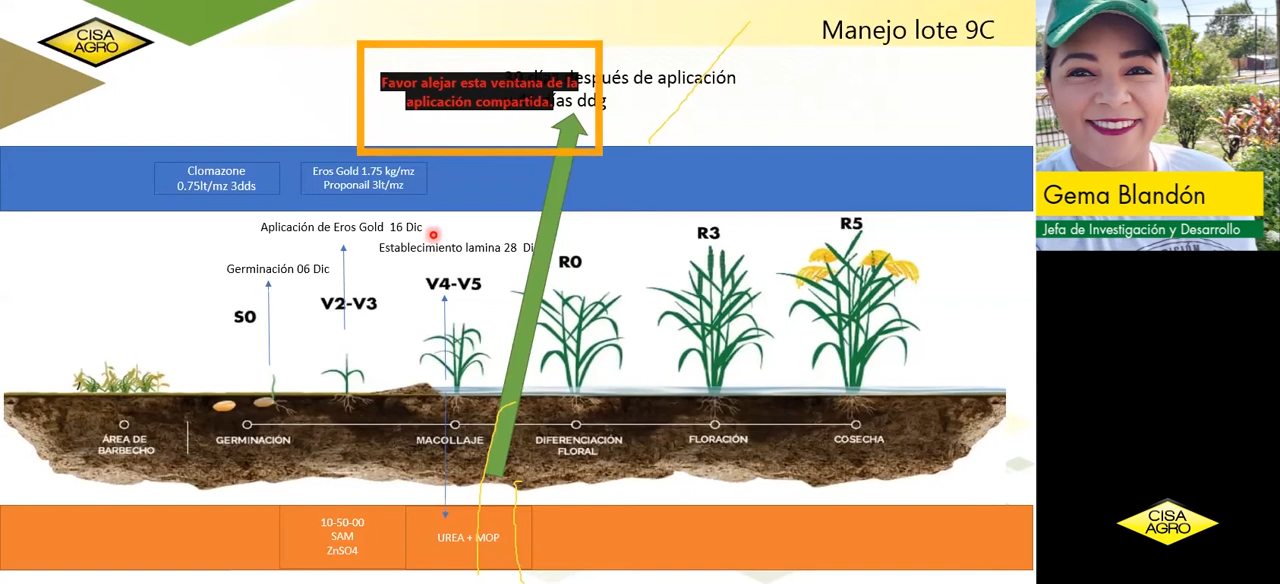 CISA
AGRO
Manejo lote 9C
después de aplicación
Favor alejar esta ventana de la
aplicación compartida.
ddg
Clomazone
0.75lt/mz 3dds
Eros Gold 1.75 kg/mz
Proponail 3lt/mz
Aplicación de Eros Gold 16 Dic
Establecimiento lamina 28
Germinación 06 Dic
S0
V2-V3
V4-V5
R0
R3
R5
ÁREA DE
BARBECHO
GERMINACIÓN
MACOLLAJE
DIFERENCIACIÓN
FLORAL
FLORACIÓN
COSECHA
10-50-00
SAM
ZnSO4
UREA + MOP
Gema Blandón
Jefa de Investigación y Desarrollo
CISA
AGRO